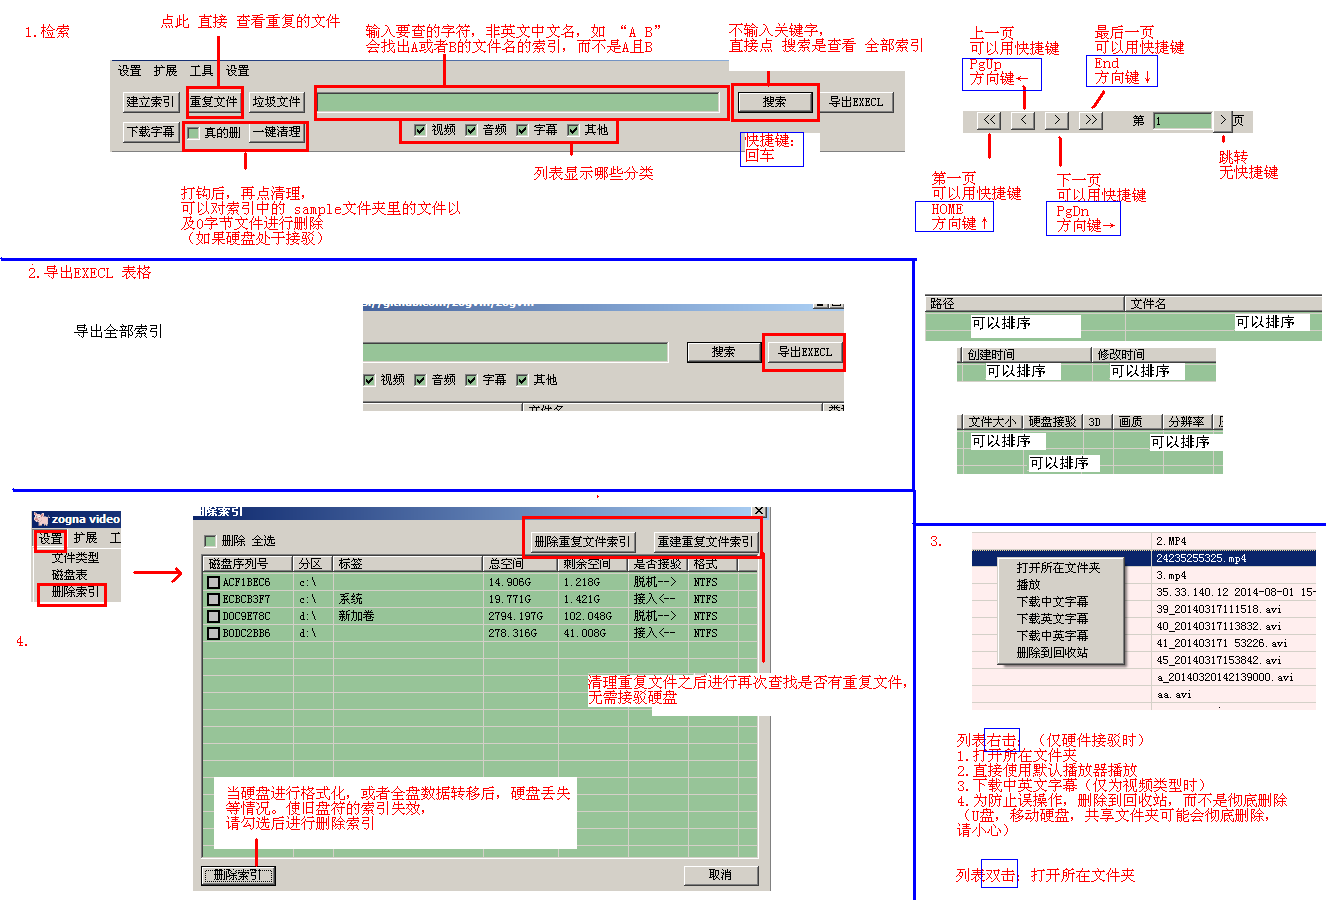 1.检索
点此 直接 查看重复的文件
输入要查的字符，非英文中文名，如 “A B”
会找出A或者B的文件名的索引，而不是A且B
不输入关键字，
直接点 搜索是查看 全部索引
设置 扩展 工具 设置
建立索引 重复文件 垃圾文件
搜索 导出EXECL
下载字幕 真的删 一键清理
视频 音频 字幕 其他
快捷键：
回车
列表显示哪些分类
打钩后，再点清理，
可以对索引中的 sample文件夹里的文件以
及0字节文件进行删除
（如果硬盘处于接驳）
上一页
可以用快捷键
PgUp
方向键←
最后一页
可以用快捷键
End
方向键↓
<< < > >> 第 1 > 页
第一页
可以用快捷键
HOME
方向键↑
下一页
可以用快捷键
PgDn
方向键→
跳转
无快捷键
2.导出EXECL 表格
导出全部索引
搜索 导出EXECL
视频 音频 字幕 其他
文件名
路径 文件名
可以排序 可以排序
创建时间 修改时间
可以排序 可以排序
文件大小 硬盘接驳 3D 画质 分辨率
可以排序 可以排序
可以排序
4.
zogna video
设置 扩展 工
文件类型
磁盘表
删除索引
删除索引
删除 全选 删除重复文件索引 重建重复文件索引
磁盘序列号 分区 标签 总空间 剩余空间 是否接驳 格式
ACF1BEC6 c:\ 14.906G 1.218G 脱机--> NTFS
ECBCB3F7 c:\ 系统 19.771G 1.421G 接入<-- NTFS
D0C9E78C d:\ 新加卷 2794.197G 102.048G 脱机--> NTFS
B0DC2BB6 d:\ 278.316G 41.008G 接入<-- NTFS
清理重复文件之后进行再次查找是否有重复文件，
无需接驳硬盘
当硬盘进行格式化，或者全盘数据转移后，硬盘丢失
等情况。使旧盘符的索引失效，
请勾选后进行删除索引
删除索引 取消
3.
2.MP4
24235255325.mp4
3.mp4
35.33.140.12 2014-08-01 15-
39_20140317111518.avi
40_20140317113832.avi
41_201403171 53226.avi
45_20140317153842.avi
a_20140320142139000.avi
aa.avi
打开所在文件夹
播放
下载中文字幕
下载英文字幕
下载中英字幕
删除到回收站
列表右击：（仅硬件接驳时）
1.打开所在文件夹
2.直接使用默认播放器播放
3.下载中英文字幕（仅为视频类型时）
4.为防止误操作，删除到回收站，而不是彻底删除
（U盘，移动硬盘，共享文件夹可能会彻底删除，
请小心）
列表双击：打开所在文件夹